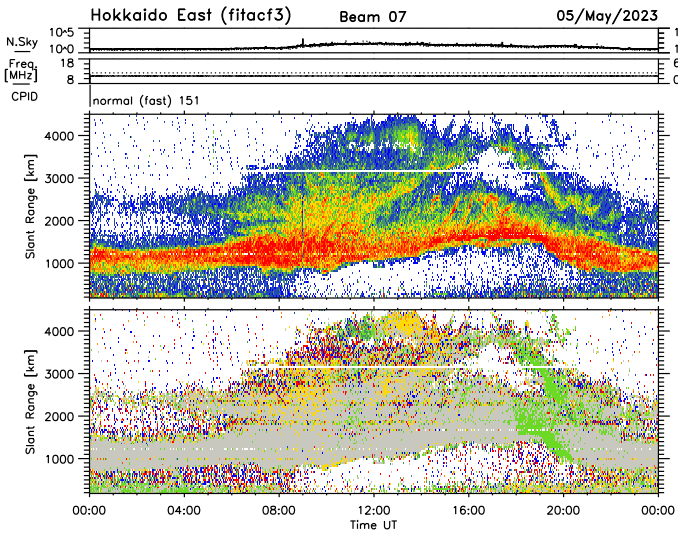 Hokkaido East (fitacf3) Beam 07 05/May/2023
N.Sky 10^5 10^0
Freq. [MHz] 18 8 6 0
CPID normal (fast) 151
Slant Range [km] 4000 3000 2000 1000
Slant Range [km] 4000 3000 2000 1000
00:00 04:00 08:00 12:00 16:00 20:00 00:00
Time UT